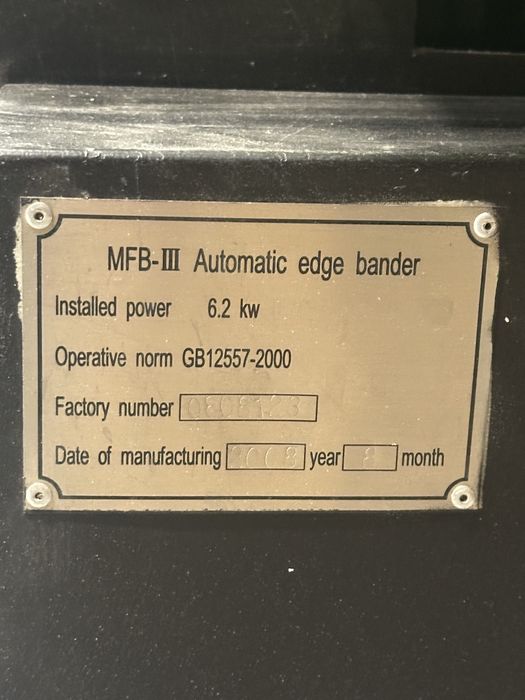 MFB-III Automatic edge bander
Installed power 6.2 kw
Operative norm GB12557-2000
Factory number
Date of manufacturing 2008 year 8 month